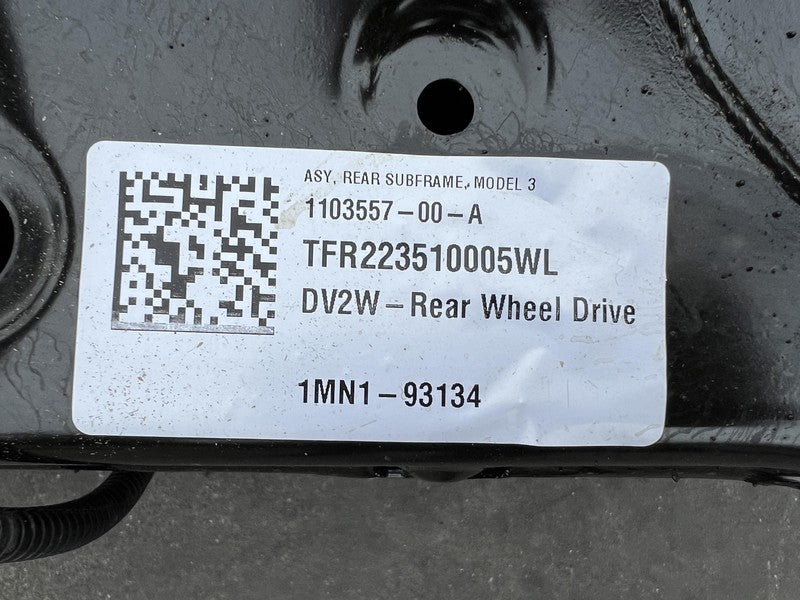 ASY, REAR SUBFRAME, MODEL 3
1103557-00-A
TFR223510005WL
DV2W-Rear Wheel Drive
1MN1-93134